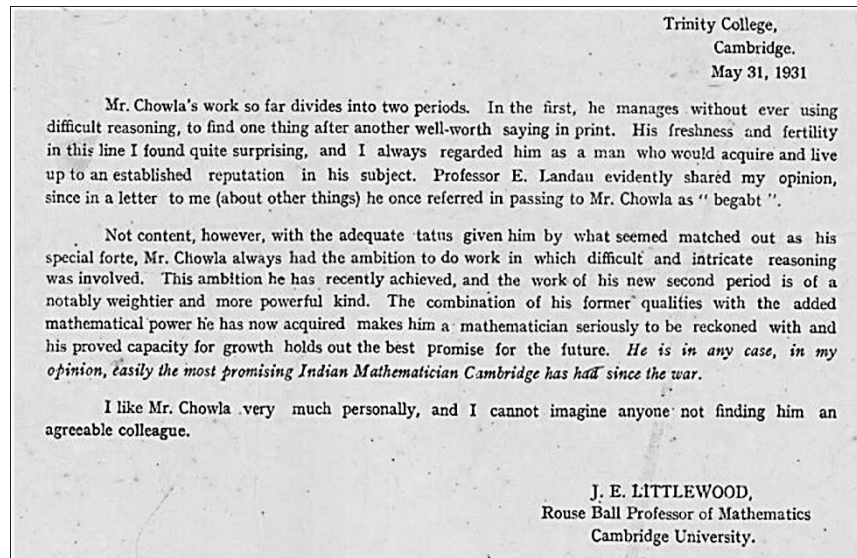 Trinity College,
Cambridge.
May 31, 1931
Mr. Chowla's work so far divides into two periods. In the first, he manages without ever using
difficult reasoning, to find one thing after another well-worth saying in print. His freshness and fertility
in this line I found quite surprising, and I always regarded him as a man who would acquire and live
up to an established reputation in his subject. Professor E. Landau evidently shared my opinion,
since in a letter to me (about other things) he once referred in passing to Mr. Chowla as " begabt ".
Not content, however, with the adequate tatus given him by what seemed matched out as his
special forte, Mr. Chowla always had the ambition to do work in which difficult and intricate reasoning
was involved. This ambition he has recently achieved, and the work of his new second period is of a
notably weightier and more powerful kind. The combination of his former qualities with the added
mathematical power he has now acquired makes him a mathematician seriously to be reckoned with and
his proved capacity for growth holds out the best promise for the future. He is in any case, in my
opinion, easily the most promising Indian Mathematician Cambridge has had since the war.
I like Mr. Chowla very much personally, and I cannot imagine anyone not finding him an
agreeable colleague.
J. E. LITTLEWOOD,
Rouse Ball Professor of Mathematics
Cambridge University.